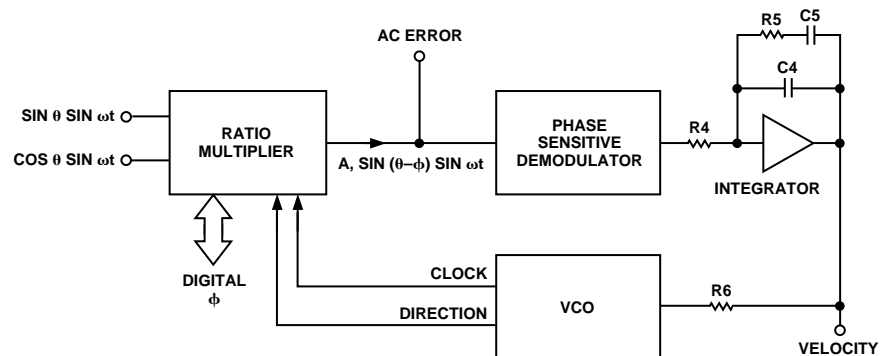 AC ERROR
R5
C5
C4
SIN θ SIN ωt
COS θ SIN ωt
RATIO
MULTIPLIER
A, SIN (θ–ϕ) SIN ωt
PHASE
SENSITIVE
DEMODULATOR
R4
INTEGRATOR
DIGITAL
ϕ
CLOCK
DIRECTION
VCO
R6
VELOCITY